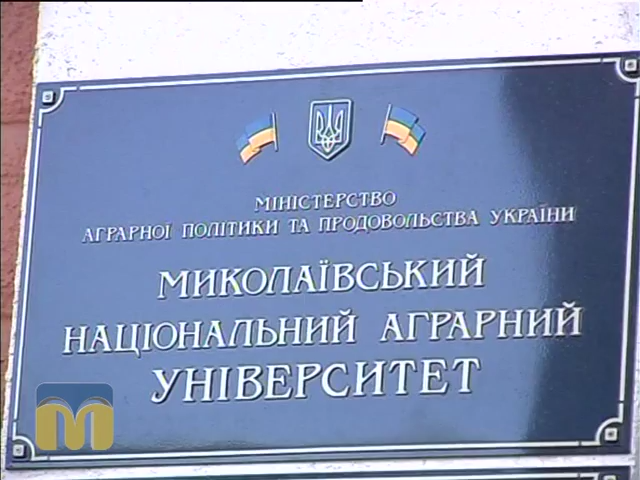 МІНІСТЕРСТВО
АГРАРНОЇ ПОЛІТИКИ ТА ПРОДОВОЛЬСТВА УКРАЇНИ
МИКОЛАЇВСЬКИЙ
НАЦІОНАЛЬНИЙ АГРАРНИЙ
УНІВЕРСИТЕТ
М